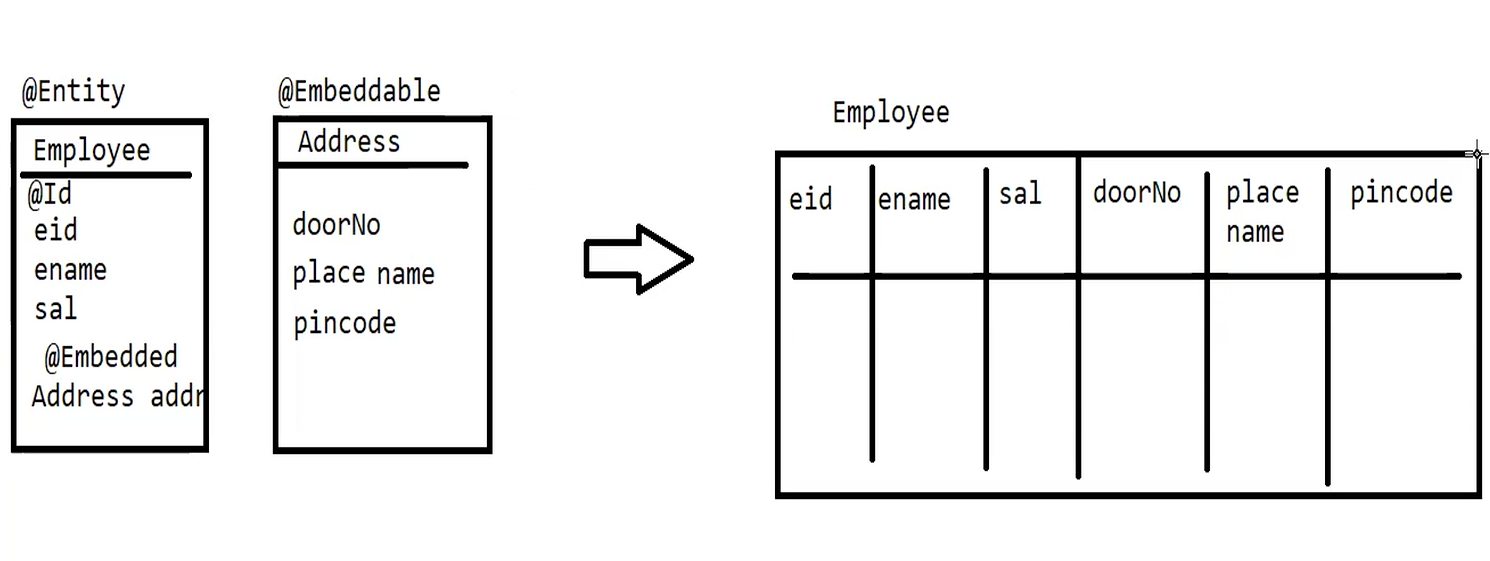 @Entity
Employee
@Id
eid
ename
sal
@Embedded
Address addr
@Embeddable
Address
doorNo
place name
pincode
Employee
eid ename sal doorNo place name pincode